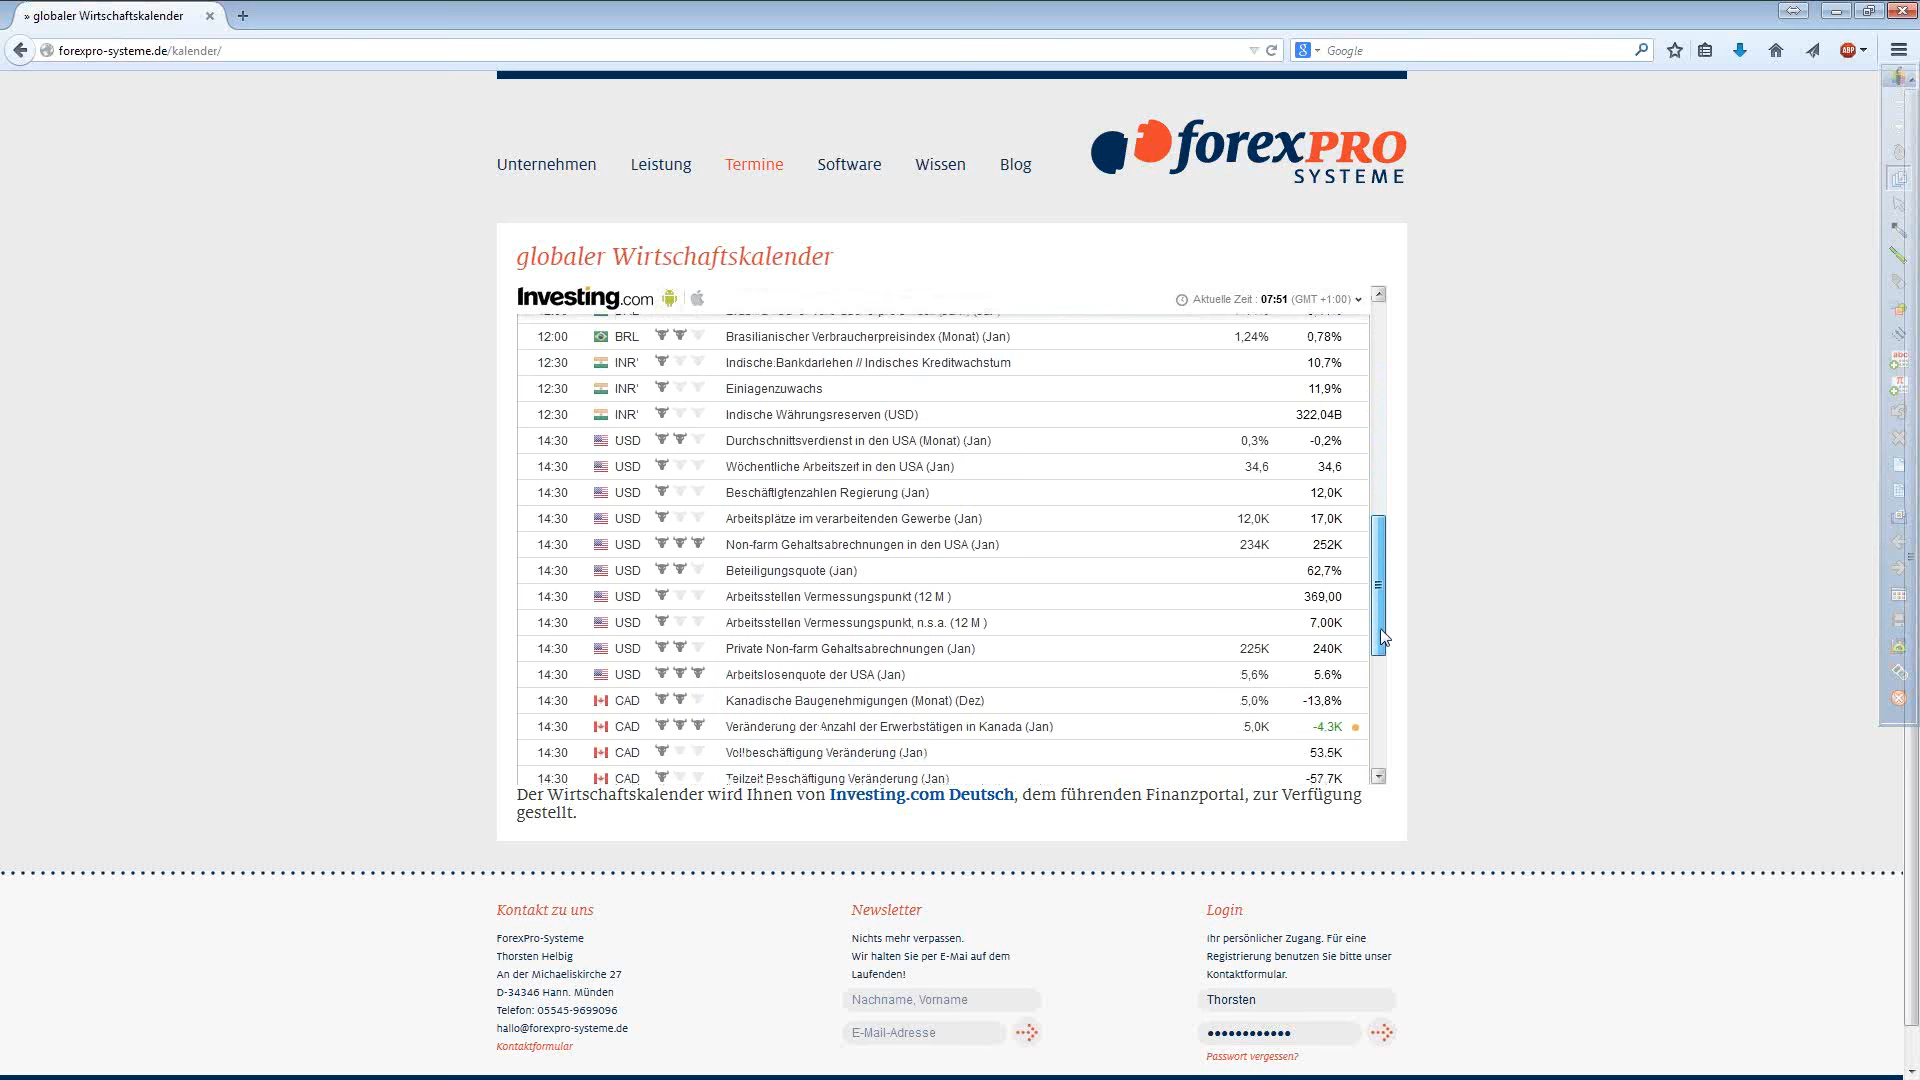 » globaler Wirtschaftskalender
forexpro-systeme.de/kalender/
Google
ABP
Unternehmen Leistung Termine Software Wissen Blog
forexPRO
SYSTEME
globaler Wirtschaftskalender
Investing.com
Aktuelle Zeit : 07:51 (GMT +1:00)
12:00 BRL Brasilianischer Verbraucherpreisindex (Monat) (Jan) 1,24% 0,78%
12:30 INR' Indische Bankdarlehen // Indisches Kreditwachstum 10,7%
12:30 INR' Einlagenzuwachs 11,9%
12:30 INR' Indische Währungsreserven (USD) 322,04B
14:30 USD Durchschnittsverdienst in den USA (Monat) (Jan) 0,3% -0,2%
14:30 USD Wöchentliche Arbeitszeit in den USA (Jan) 34,6 34,6
14:30 USD Beschäftigtenzahlen Regierung (Jan) 12,0K
14:30 USD Arbeitsplätze im verarbeitenden Gewerbe (Jan) 12,0K 17,0K
14:30 USD Non-farm Gehaltsabrechnungen in den USA (Jan) 234K 252K
14:30 USD Beteiligungsquote (Jan) 62,7%
14:30 USD Arbeitsstellen Vermessungspunkt (12 M ) 369,00
14:30 USD Arbeitsstellen Vermessungspunkt, n.s.a. (12 M ) 7,00K
14:30 USD Private Non-farm Gehaltsabrechnungen (Jan) 225K 240K
14:30 USD Arbeitslosenquote der USA (Jan) 5,6% 5.6%
14:30 CAD Kanadische Baugenehmigungen (Monat) (Dez) 5,0% -13,8%
14:30 CAD Veränderung der Anzahl der Erwerbstätigen in Kanada (Jan) 5,0K -4.3K
14:30 CAD Vollbeschäftigung Veränderung (Jan) 53.5K
14:30 CAD Teilzeit Beschäftigung Veränderung (Jan) -57.7K
Der Wirtschaftskalender wird Ihnen von Investing.com Deutsch, dem führenden Finanzportal, zur Verfügung
gestellt.
Kontakt zu uns
ForexPro-Systeme
Thorsten Helbig
An der Michaeliskirche 27
D-34346 Hann. Münden
Telefon: 05545-9699096
hallo@forexpro-systeme.de
Kontaktformular
Newsletter
Nichts mehr verpassen.
Wir halten Sie per E-Mai auf dem
Laufenden!
Nachname, Vorname
E-Mail-Adresse
Login
Ihr persönlicher Zugang. Für eine
Registrierung benutzen Sie bitte unser
Kontaktformular.
Thorsten
••••••••••••
Passwort vergessen?